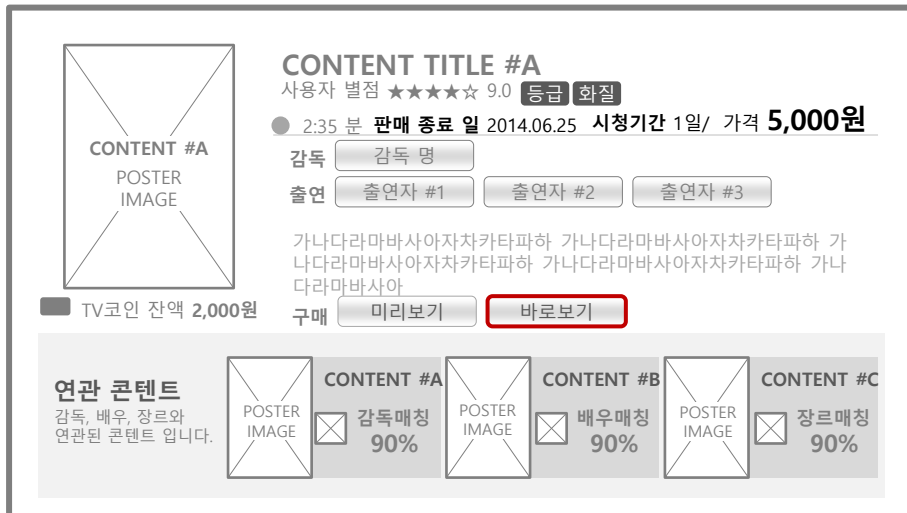 CONTENT #A
POSTER
IMAGE
TV코인 잔액 2,000원
CONTENT TITLE #A
사용자 별점 ★★★★☆ 9.0 등급 화질
2:35 분 판매 종료 일 2014.06.25 시청기간 1일/ 가격 5,000원
감독 감독 명
출연 출연자 #1 출연자 #2 출연자 #3
가나다라마바사아자차카타파하 가나다라마바사아자차카타파하 가
나다라마바사아자차카타파하 가나다라마바사아자차카타파하 가나
다라마바사아
구매 미리보기 바로보기
연관 콘텐트
감독, 배우, 장르와
연관된 콘텐트 입니다.
POSTER
IMAGE
CONTENT #A
감독매칭
90%
POSTER
IMAGE
CONTENT #B
배우매칭
90%
POSTER
IMAGE
CONTENT #C
장르매칭
90%